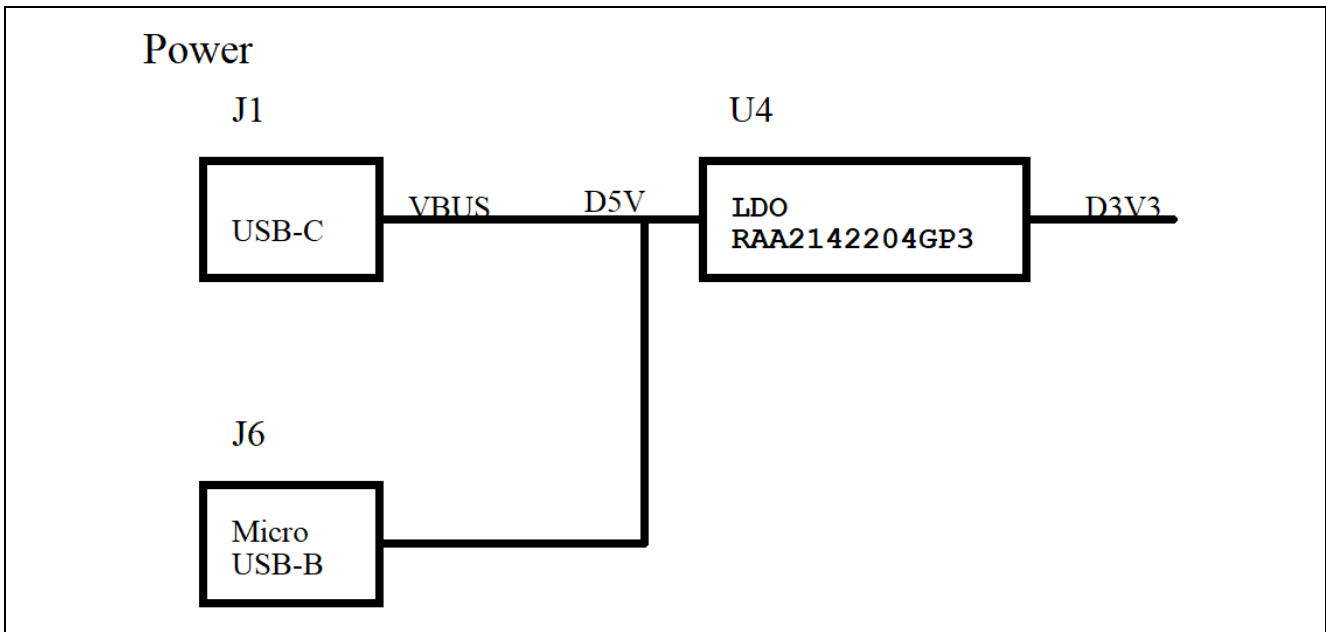 Power
J1
USB-C
VBUS
D5V
U4
LDO
RAA2142204GP3
D3V3
J6
Micro
USB-B